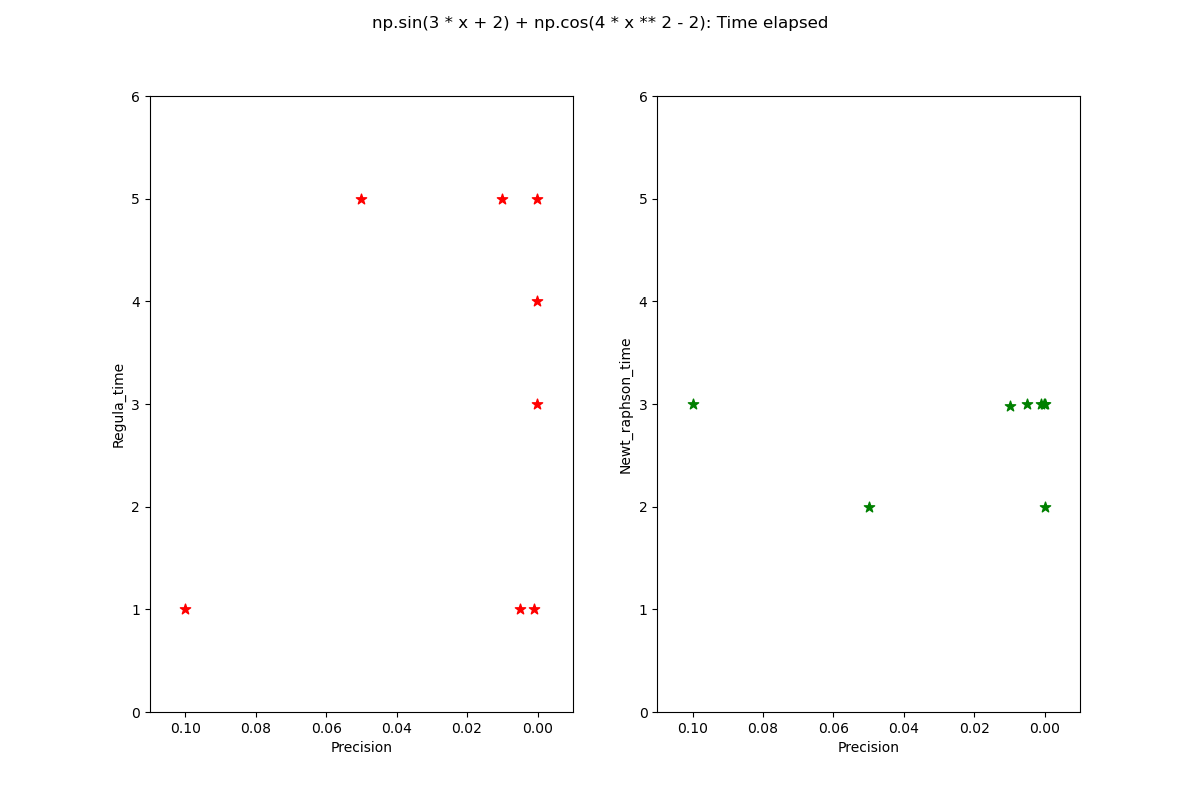 np.sin(3 * x + 2) + np.cos(4 * x ** 2 - 2): Time elapsed
6
5
4
3
2
1
0
Regula_time
0.10 0.08 0.06 0.04 0.02 0.00
Precision
6
5
4
3
2
1
0
Newt_raphson_time
0.10 0.08 0.06 0.04 0.02 0.00
Precision